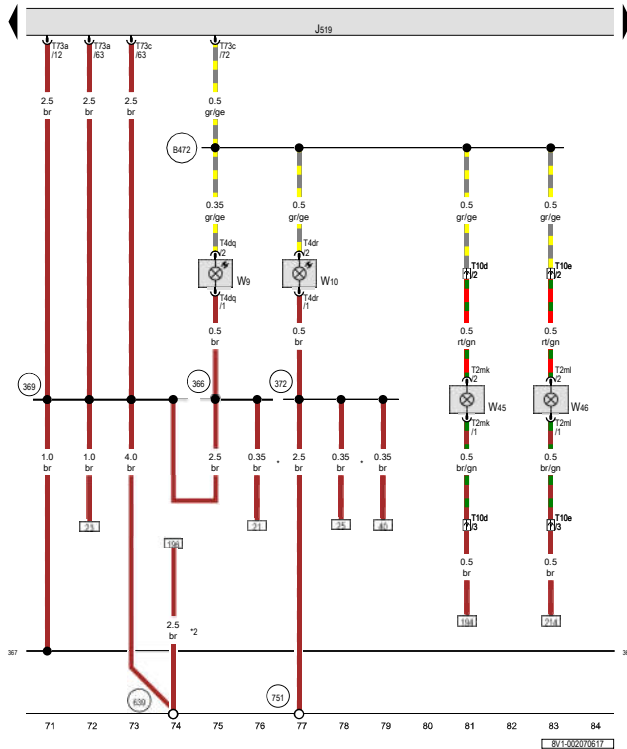 J519
T73a
/12
T73a
/63
T73c
/63
T73c
/72
2.5
br
2.5
br
2.5
br
0.5
gr/ge
B472
0.35
gr/ge
0.5
gr/ge
0.5
gr/ge
0.5
gr/ge
T4dq
/2
T4dr
/2
T10d
/2
T10e
/2
W9
W10
T4dq
/1
T4dr
/1
0.5
br
0.5
br
0.5
rt/gn
0.5
rt/gn
T2mk
/2
T2ml
/2
369
366
372
W45
W46
T2mk
/1
T2ml
/1
1.0
br
1.0
br
4.0
br
2.5
br
0.35
br
*
2.5
br
0.35
br
*
0.35
br
0.5
br/gn
0.5
br/gn
23
21
25
40
T10d
/3
T10e
/3
196
0.5
br
0.5
br
194
214
2.5
br
*2
367
36
639
751
71 72 73 74 75 76 77 78 79 80 81 82 83 84
8V1-002070617